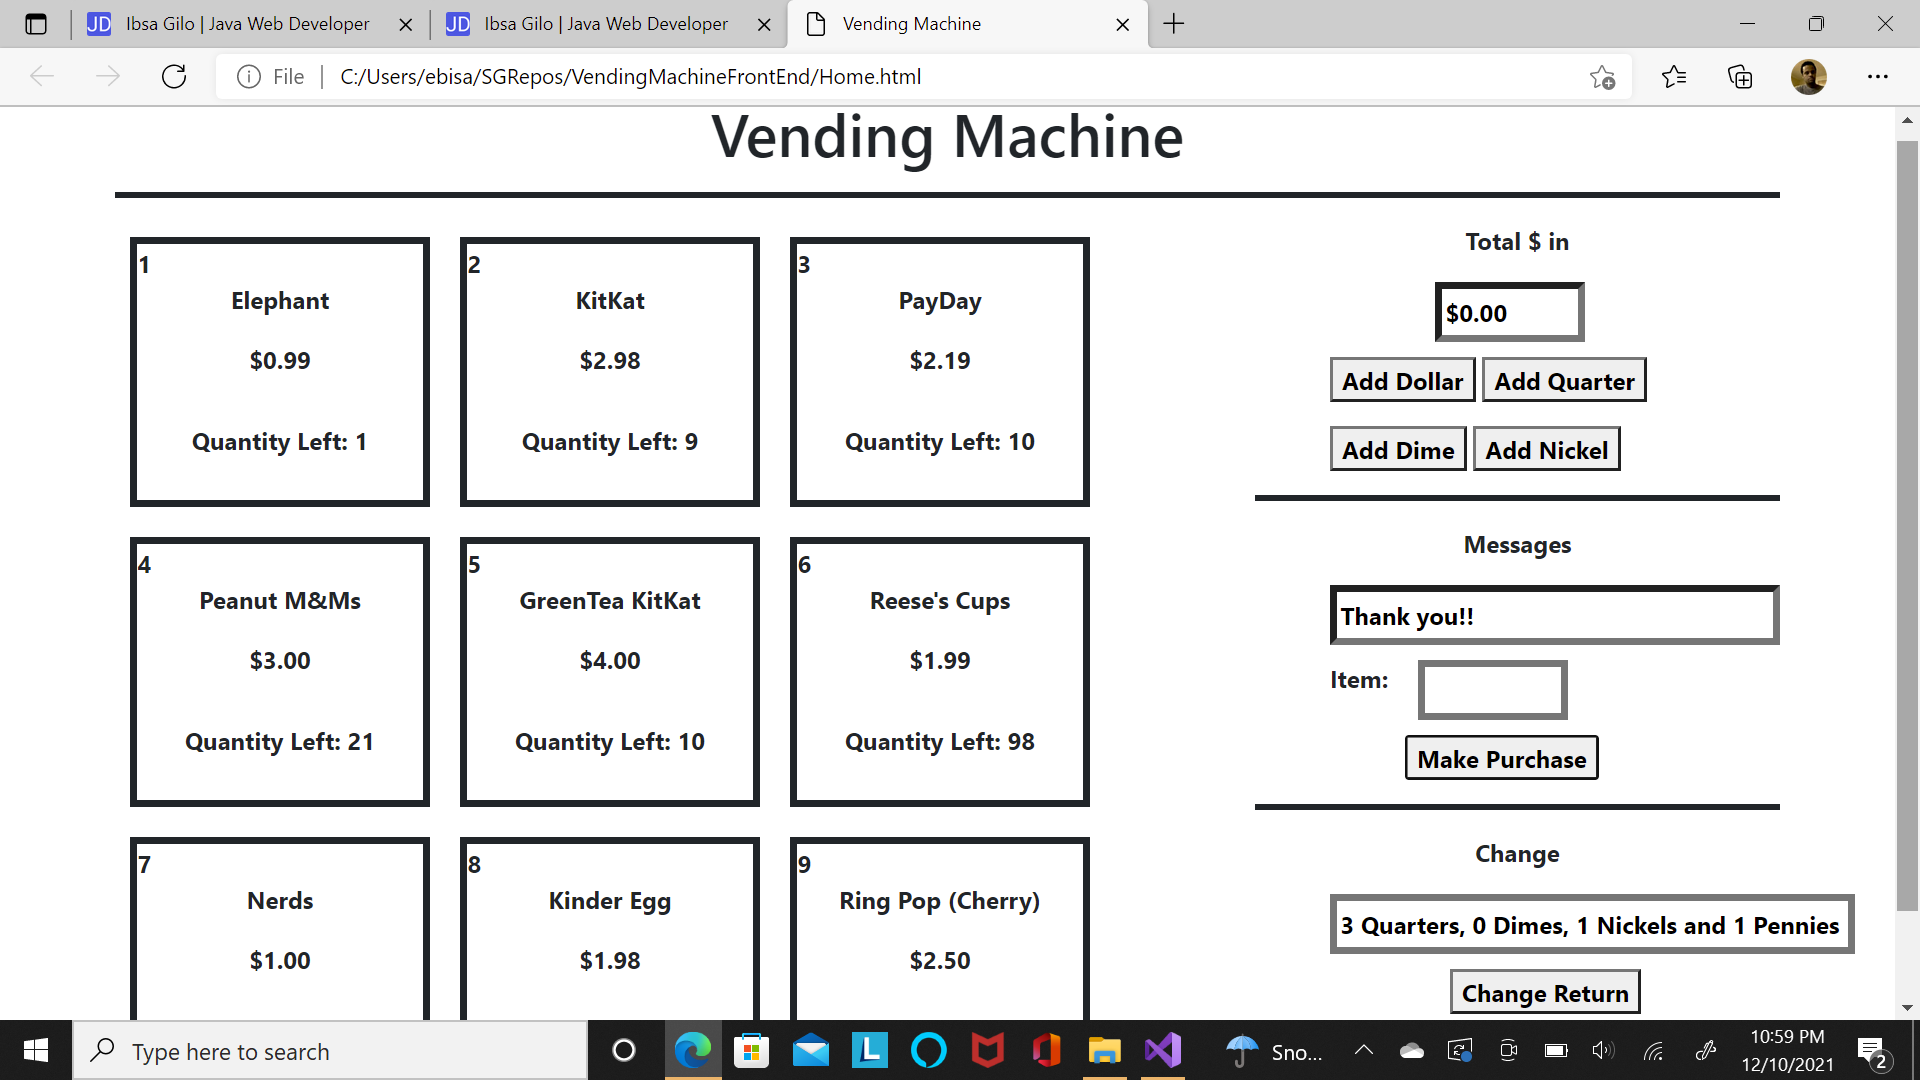 JD Ibsa Gilo | Java Web Developer
JD Ibsa Gilo | Java Web Developer
Vending Machine
File
C:/Users/ebisa/SGRepos/VendingMachineFrontEnd/Home.html
Vending Machine
1
Elephant
$0.99
Quantity Left: 1
2
KitKat
$2.98
Quantity Left: 9
3
PayDay
$2.19
Quantity Left: 10
4
Peanut M&Ms
$3.00
Quantity Left: 21
5
GreenTea KitKat
$4.00
Quantity Left: 10
6
Reese's Cups
$1.99
Quantity Left: 98
7
Nerds
$1.00
8
Kinder Egg
$1.98
9
Ring Pop (Cherry)
$2.50
Total $ in
$0.00
Add Dollar Add Quarter
Add Dime Add Nickel
Messages
Thank you!!
Item:
Make Purchase
Change
3 Quarters, 0 Dimes, 1 Nickels and 1 Pennies
Change Return
Type here to search
L
Sno...
10:59 PM
12/10/2021
2